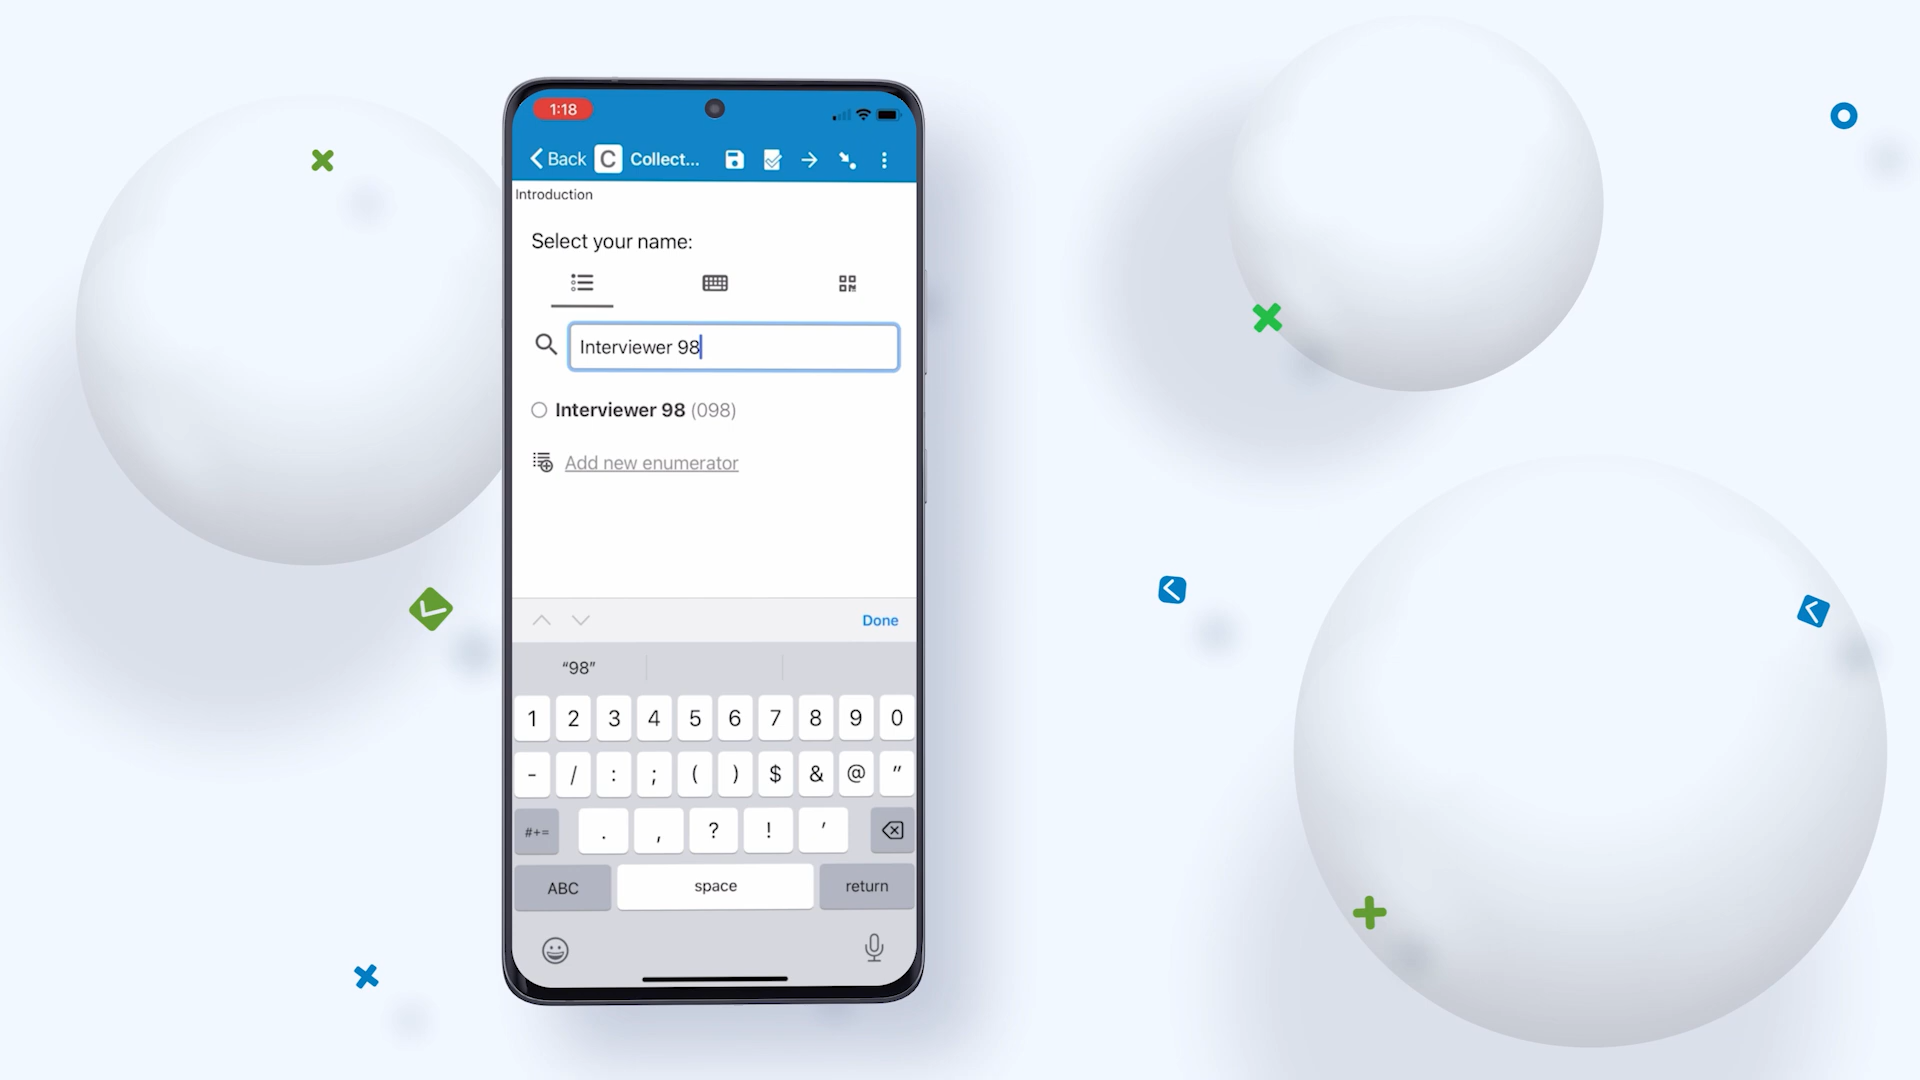 1:18
Back C Collect...
Introduction
Select your name:
Interviewer 98
Interviewer 98 (098)
Add new enumerator
Done
“98”
1 2 3 4 5 6 7 8 9 0
- / : ; ( ) $ & @ "
#+= . , ? ! ’
ABC space return